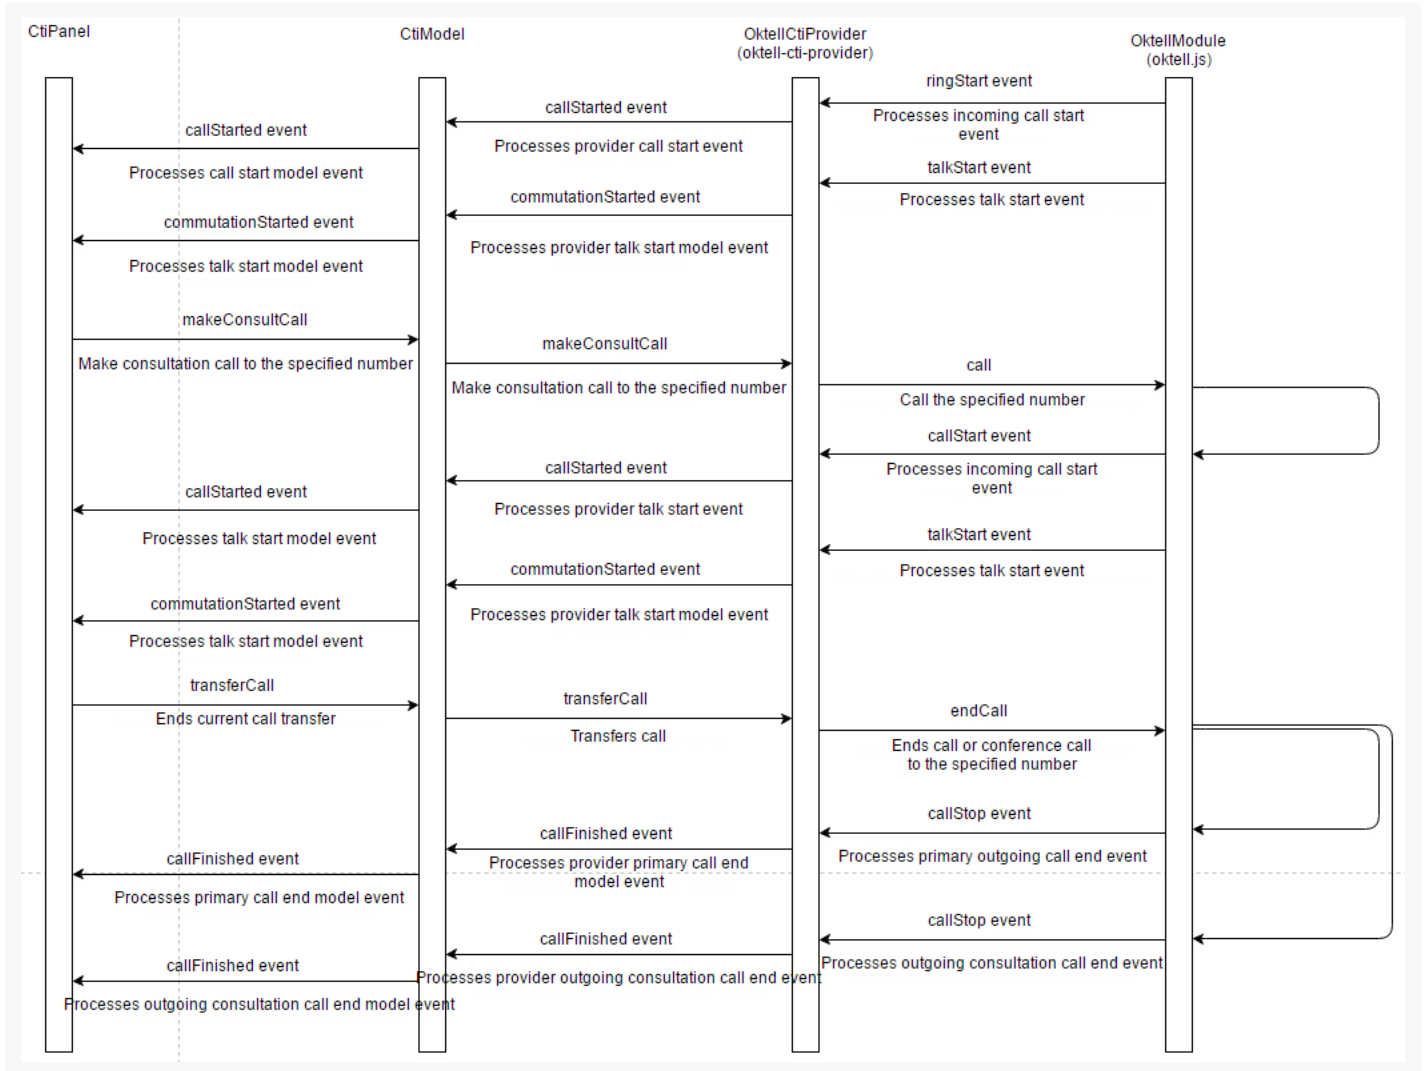 CtiPanel
CtiModel
OktellCtiProvider
(oktell-cti-provider)
OktellModule
(oktell.js)
ringStart event
Processes incoming call start
event
callStarted event
Processes provider call start event
callStarted event
Processes call start model event
talkStart event
Processes talk start event
commutationStarted event
Processes provider talk start model event
commutationStarted event
Processes talk start model event
makeConsultCall
Make consultation call to the specified number
makeConsultCall
Make consultation call to the specified number
call
Call the specified number
callStart event
Processes incoming call start
event
callStarted event
Processes provider talk start event
callStarted event
Processes talk start model event
talkStart event
Processes talk start event
commutationStarted event
Processes provider talk start model event
commutationStarted event
Processes talk start model event
transferCall
Ends current call transfer
transferCall
Transfers call
endCall
Ends call or conference call
to the specified number
callStop event
Processes primary outgoing call end event
callFinished event
Processes provider primary call end
model event
callFinished event
Processes primary call end model event
callStop event
Processes outgoing consultation call end event
callFinished event
Processes provider outgoing consultation call end event
callFinished event
Processes outgoing consultation call end model event